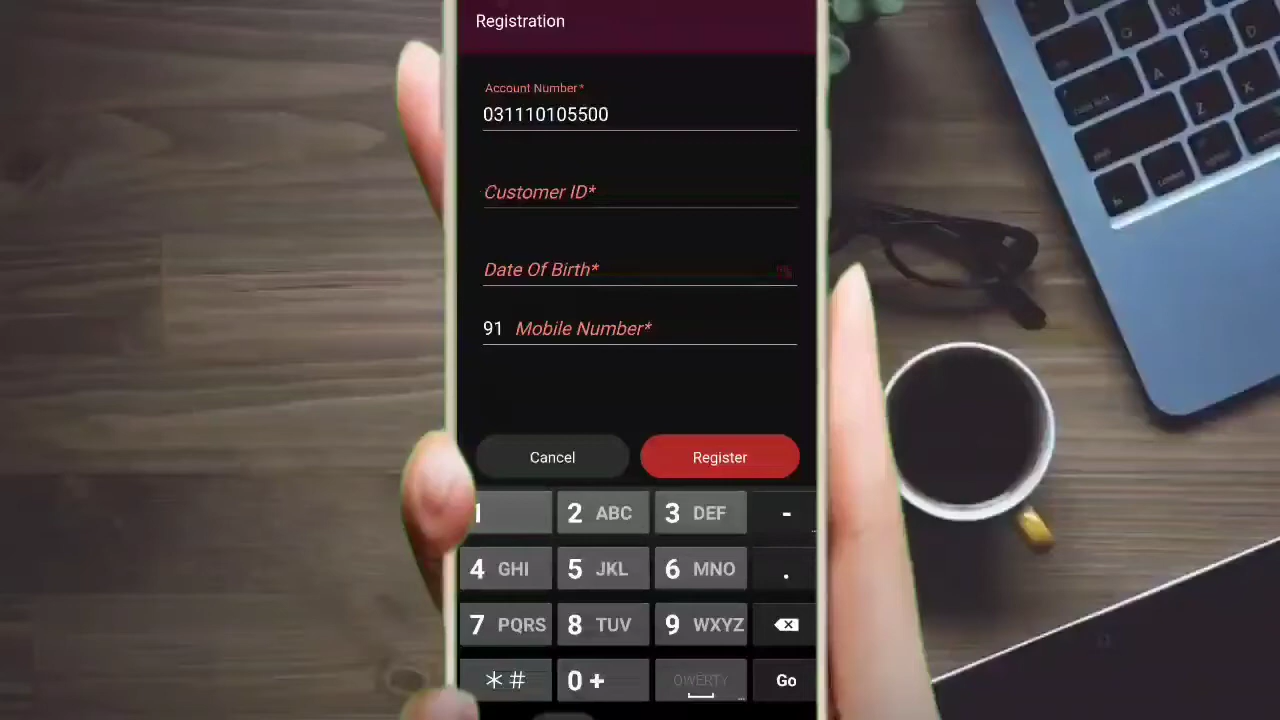 Registration
Account Number*
031110105500
Customer ID*
Date Of Birth*
91 Mobile Number*
Cancel Register
1 2 ABC 3 DEF -
4 GHI 5 JKL 6 MNO .
7 PQRS 8 TUV 9 WXYZ
*# 0 + QWERTY Go